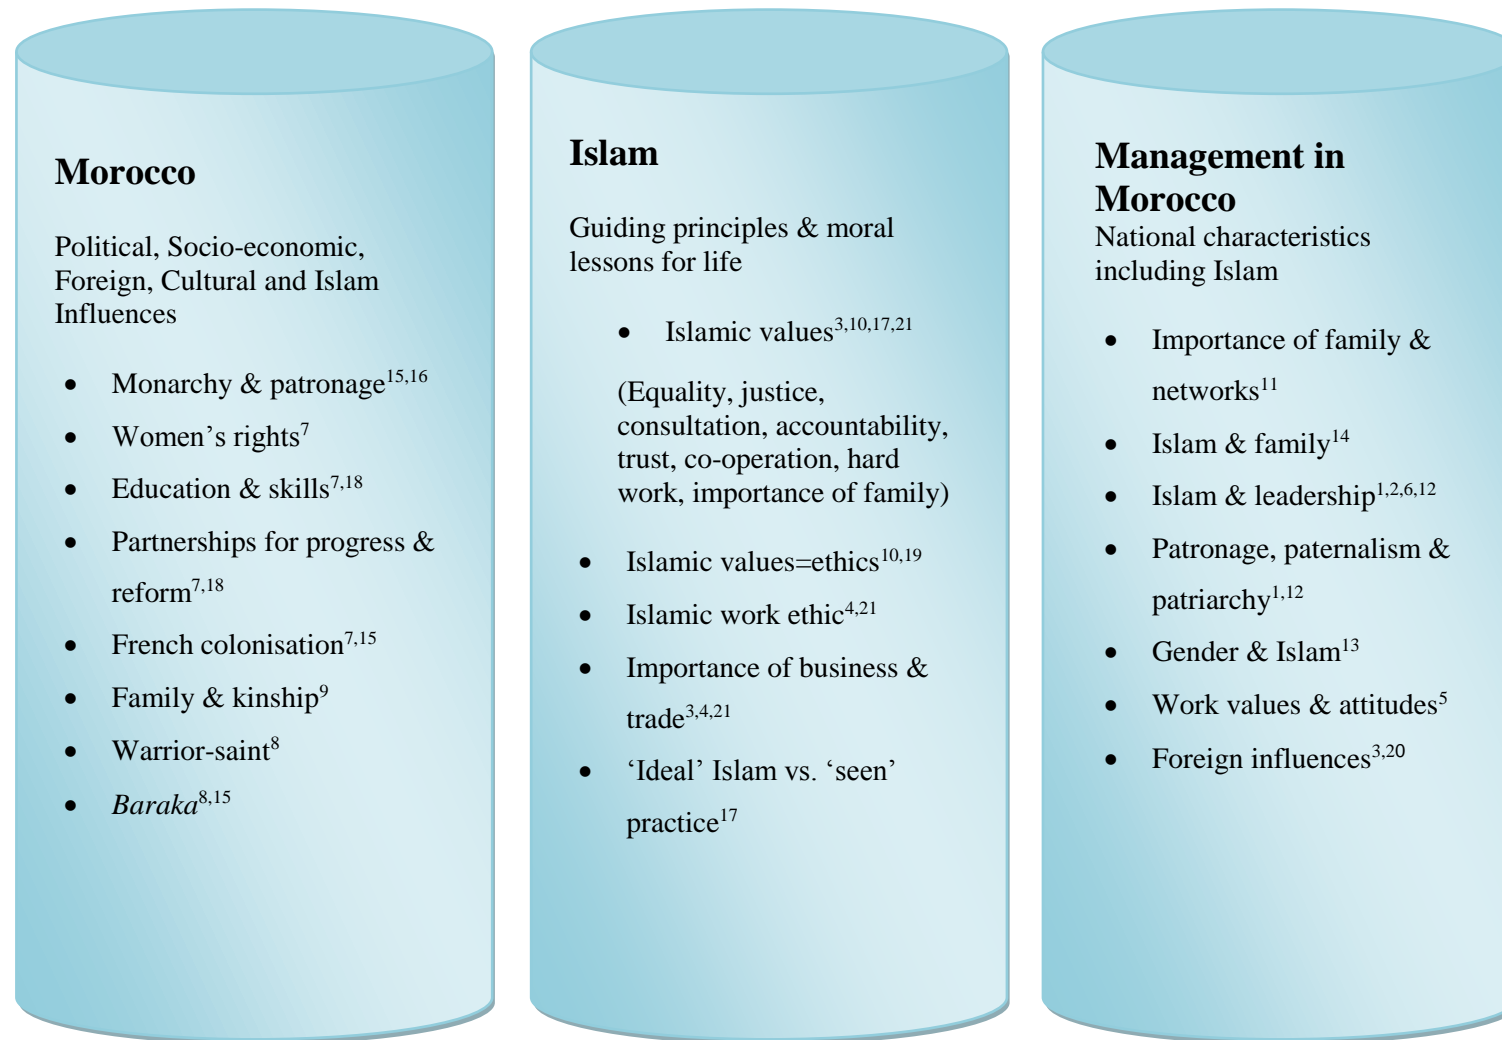 Morocco
Political, Socio-economic,
Foreign, Cultural and Islam
Influences
• Monarchy & patronage15,16
• Women’s rights7
• Education & skills7,18
• Partnerships for progress &
reform7,18
• French colonisation7,15
• Family & kinship9
• Warrior-saint8
• Baraka8,15
Islam
Guiding principles & moral
lessons for life
• Islamic values3,10,17,21
(Equality, justice,
consultation, accountability,
trust, co-operation, hard
work, importance of family)
• Islamic values=ethics10,19
• Islamic work ethic4,21
• Importance of business &
trade3,4,21
• ‘Ideal’ Islam vs. ‘seen’
practice17
Management in
Morocco
National characteristics
including Islam
• Importance of family &
networks11
• Islam & family14
• Islam & leadership1,2,6,12
• Patronage, paternalism &
patriarchy1,12
• Gender & Islam13
• Work values & attitudes5
• Foreign influences3,20